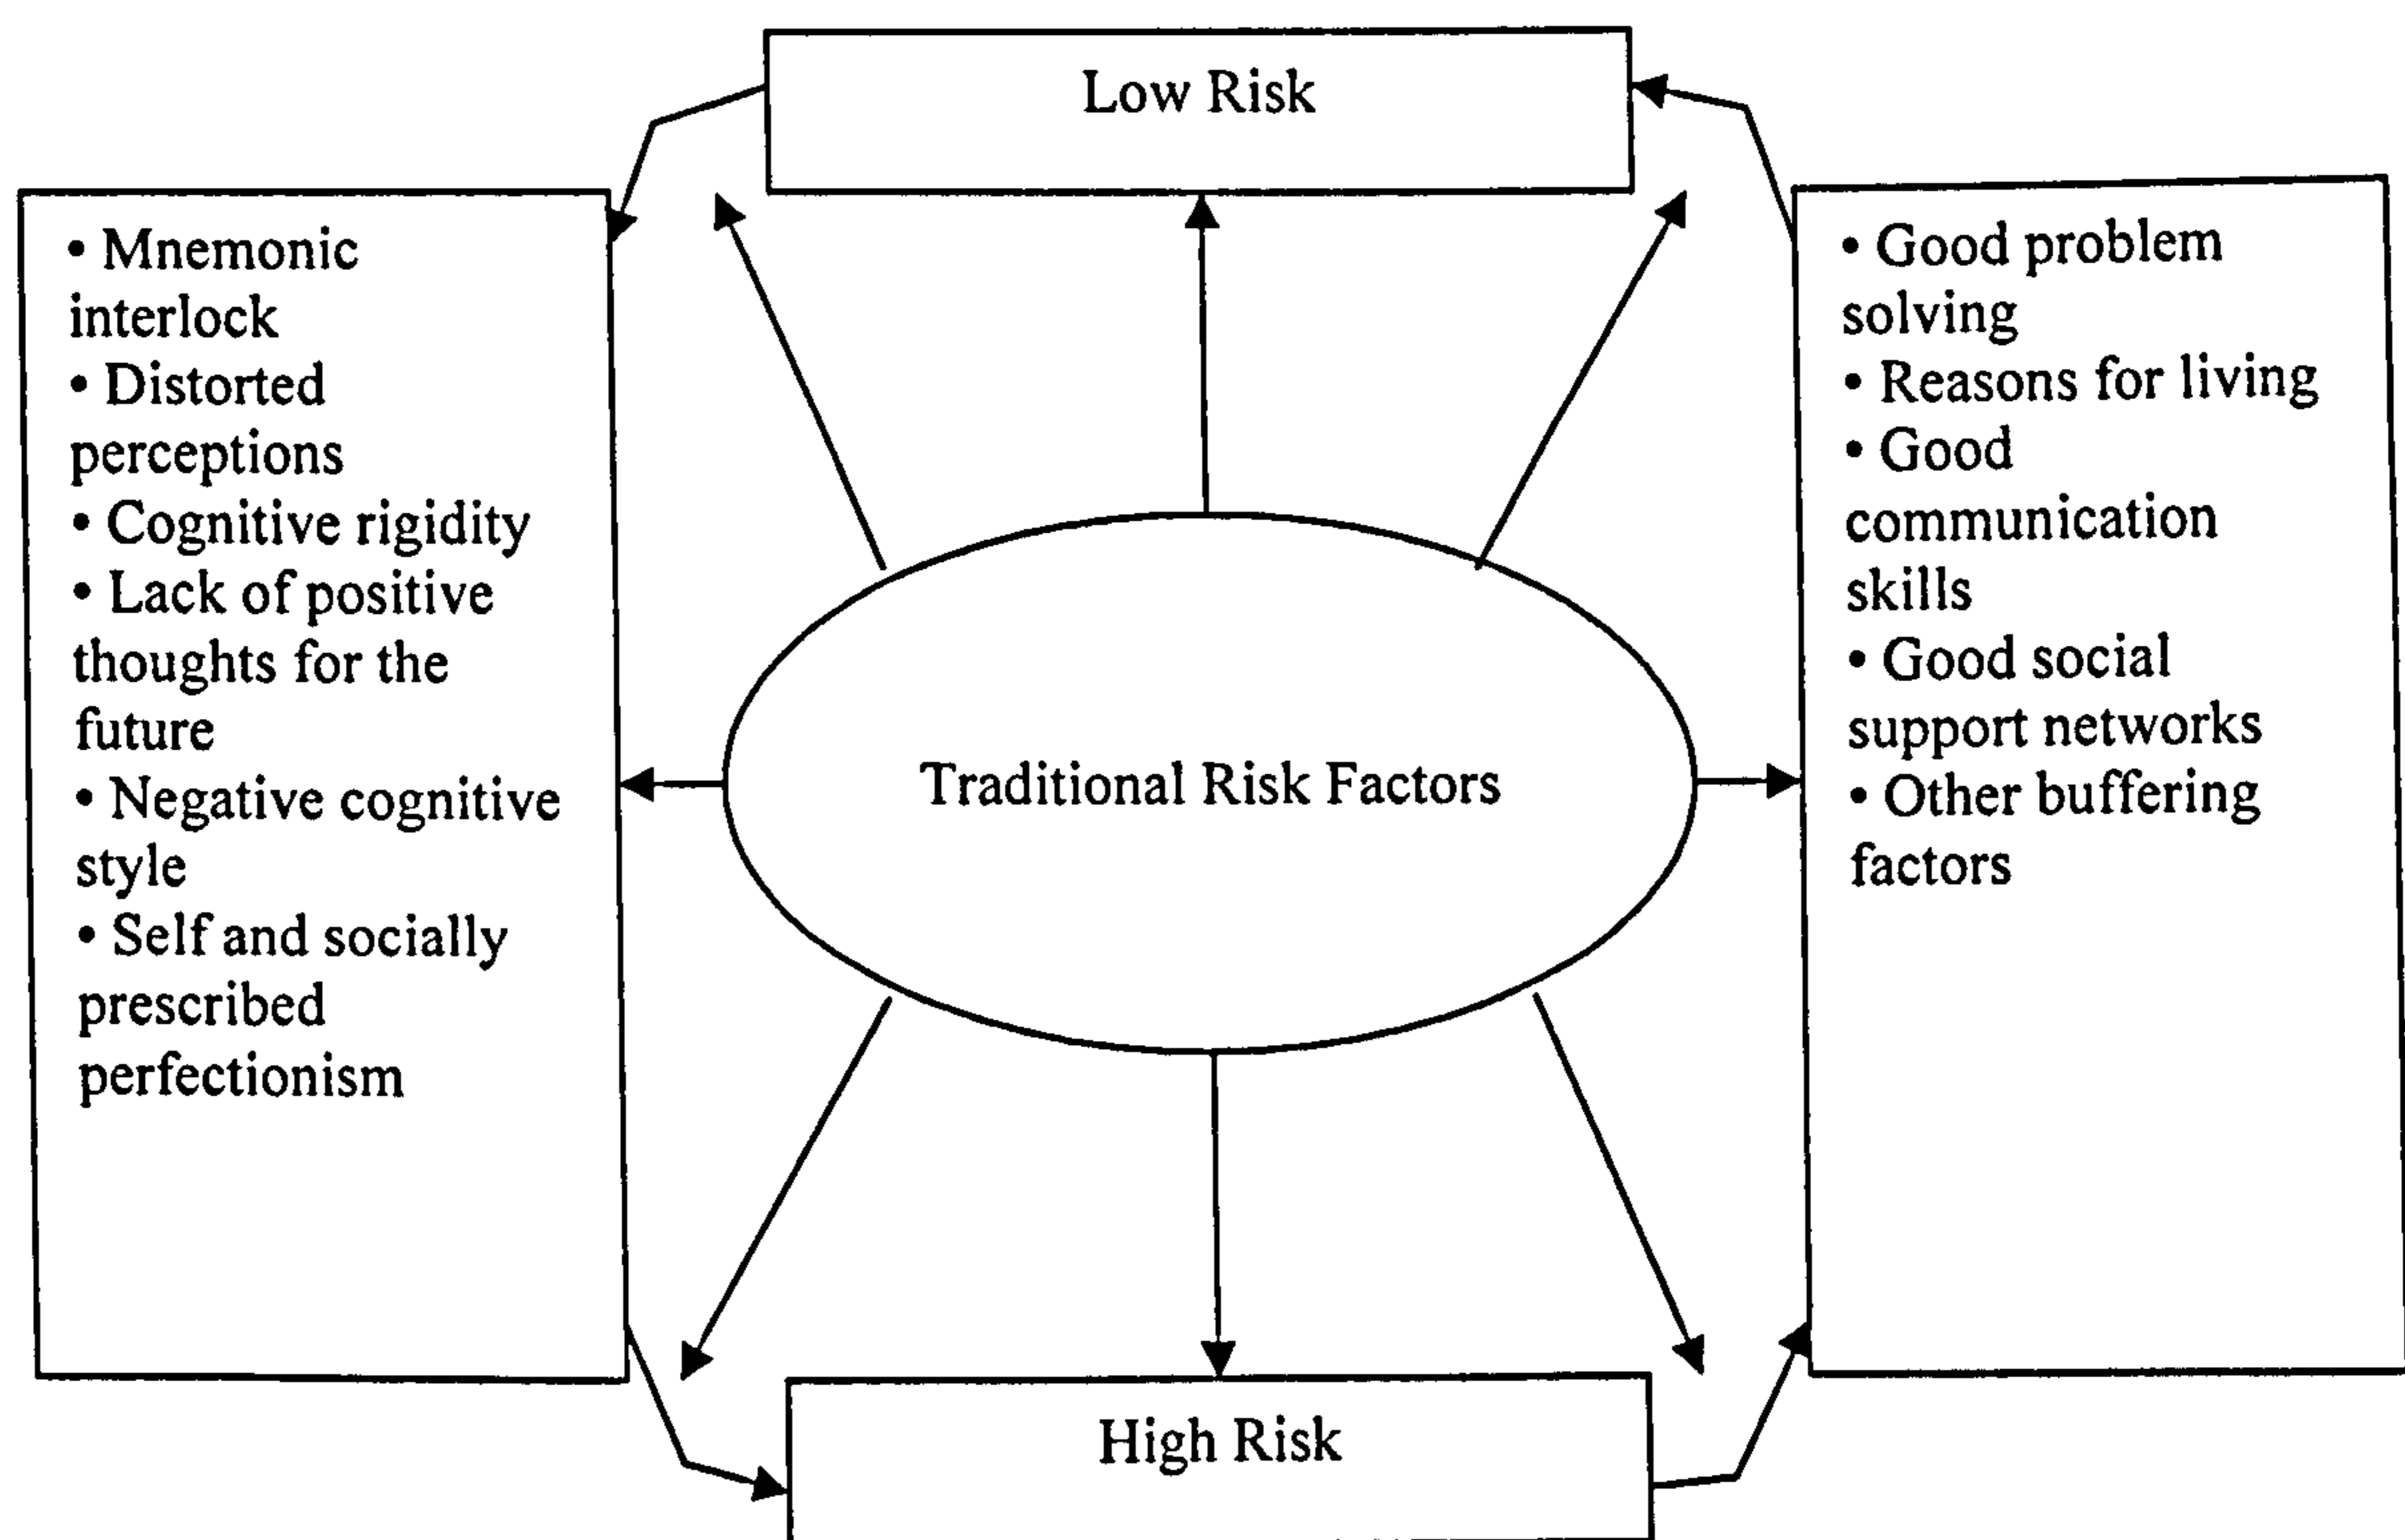 Low Risk
• Mnemonic
interlock
• Distorted
perceptions
• Cognitive rigidity
• Lack of positive
thoughts for the
future
• Negative cognitive
style
• Self and socially
prescribed
perfectionism
Traditional Risk Factors
• Good problem
solving
• Reasons for living
• Good
communication
skills
• Good social
support networks
• Other buffering
factors
High Risk